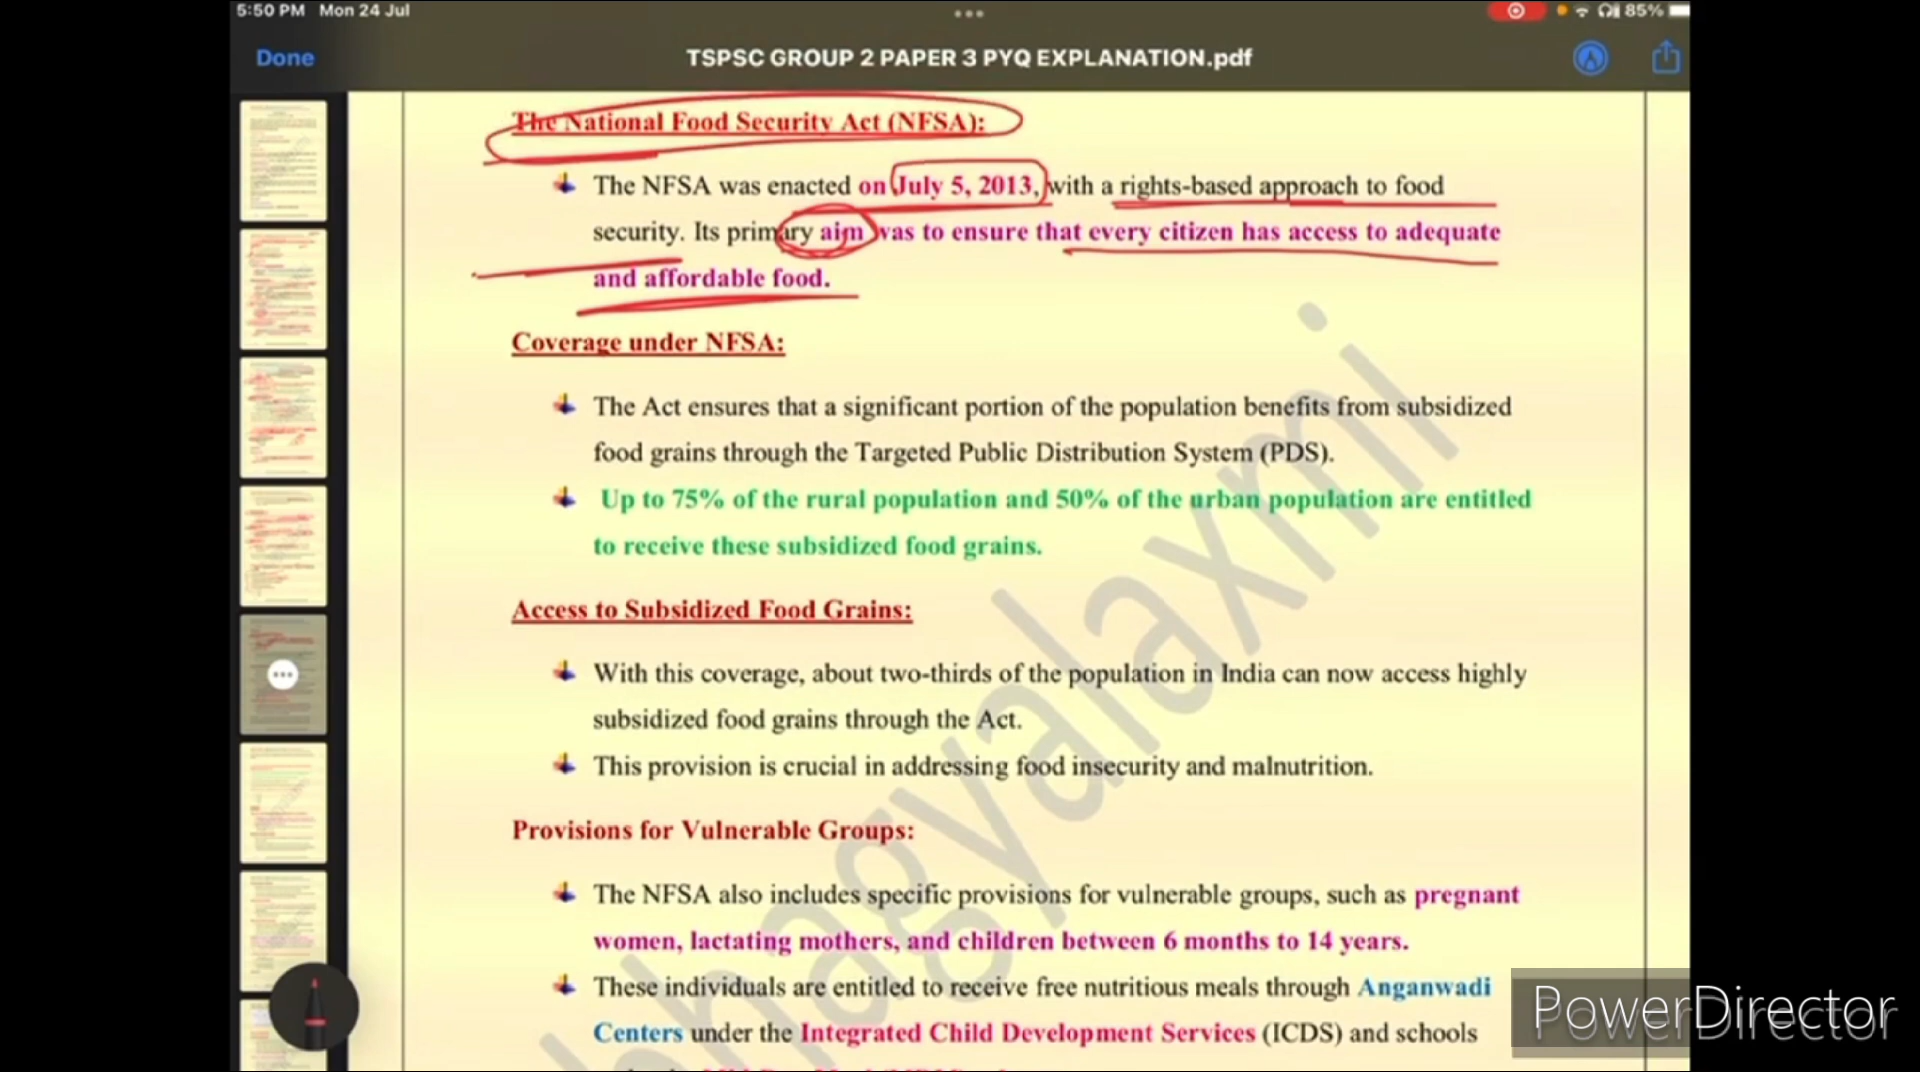 5:50 PM Mon 24 Jul
85%
Done
TSPSC GROUP 2 PAPER 3 PYQ EXPLANATION.pdf
The National Food Security Act (NFSA):
The NFSA was enacted on July 5, 2013, with a rights-based approach to food
security. Its primary aim was to ensure that every citizen has access to adequate
and affordable food.
Coverage under NFSA:
The Act ensures that a significant portion of the population benefits from subsidized
food grains through the Targeted Public Distribution System (PDS).
Up to 75% of the rural population and 50% of the urban population are entitled
to receive these subsidized food grains.
Access to Subsidized Food Grains:
With this coverage, about two-thirds of the population in India can now access highly
subsidized food grains through the Act.
This provision is crucial in addressing food insecurity and malnutrition.
Provisions for Vulnerable Groups:
The NFSA also includes specific provisions for vulnerable groups, such as pregnant
women, lactating mothers, and children between 6 months to 14 years.
These individuals are entitled to receive free nutritious meals through Anganwadi
Centers under the Integrated Child Development Services (ICDS) and schools
bhagyalaxmi
PowerDirector